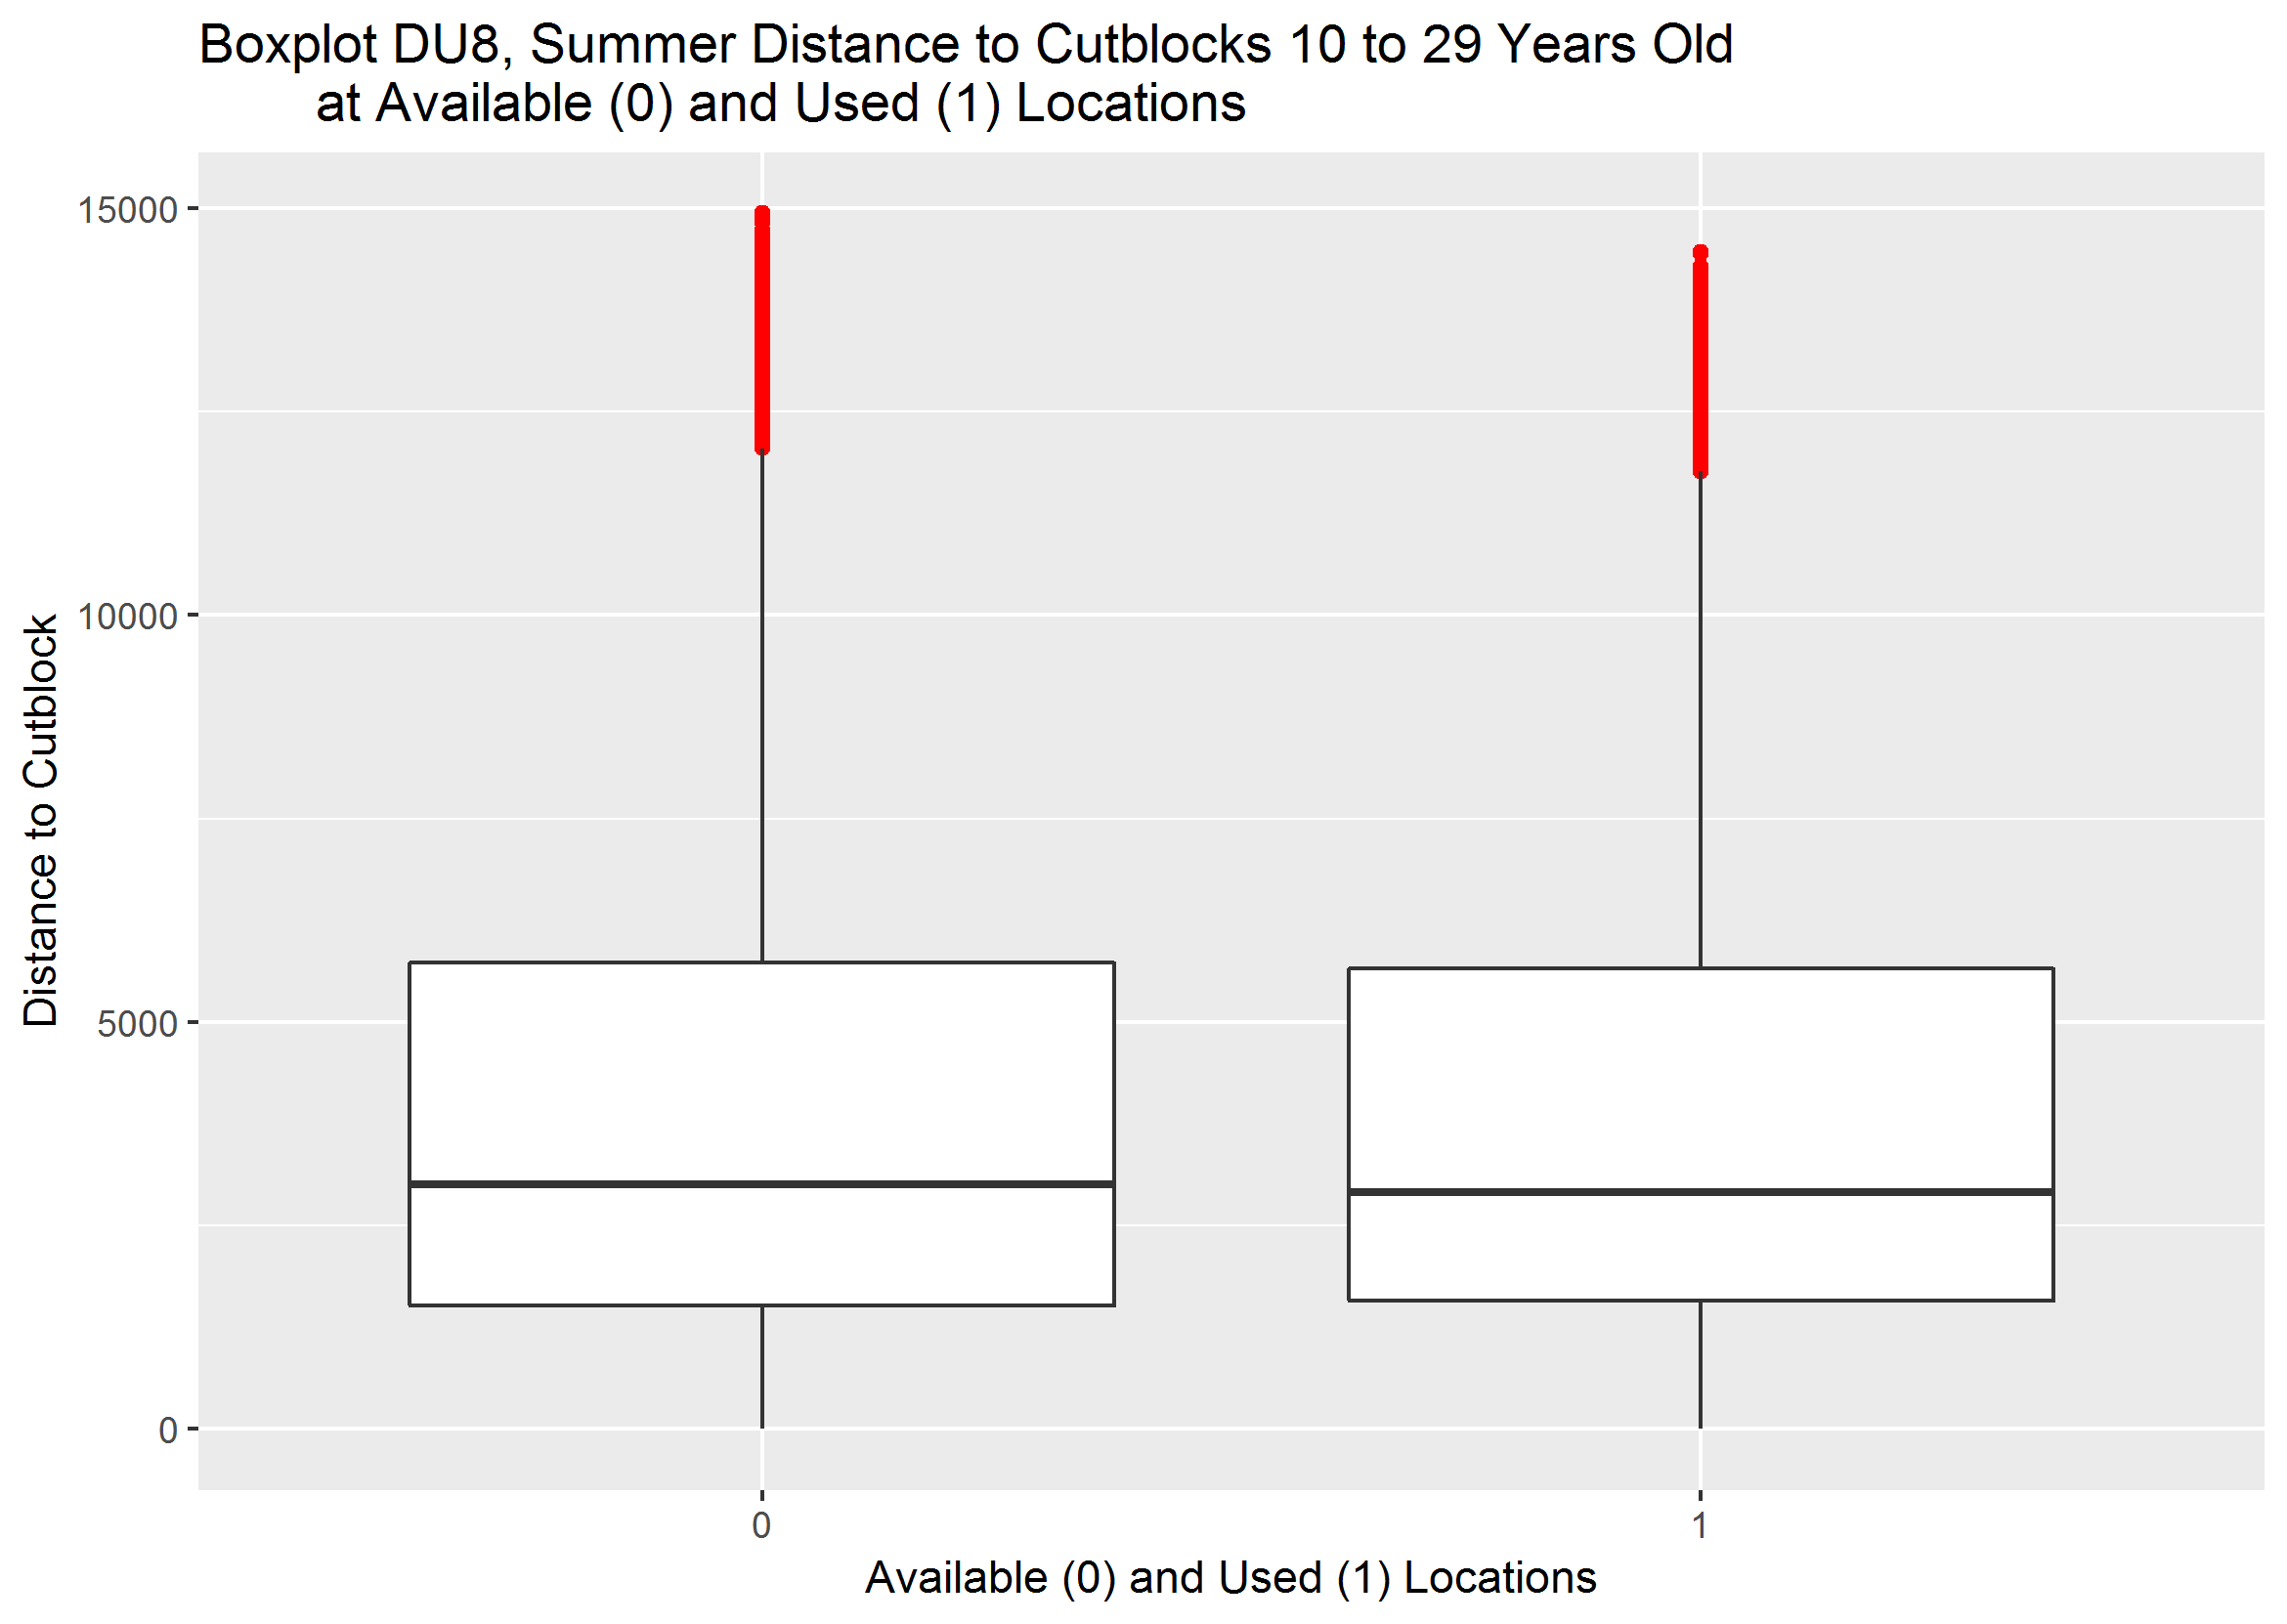 Boxplot DU8, Summer Distance to Cutblocks 10 to 29 Years Old
at Available (0) and Used (1) Locations
15000
10000
5000
0
Distance to Cutblock
0 1
Available (0) and Used (1) Locations